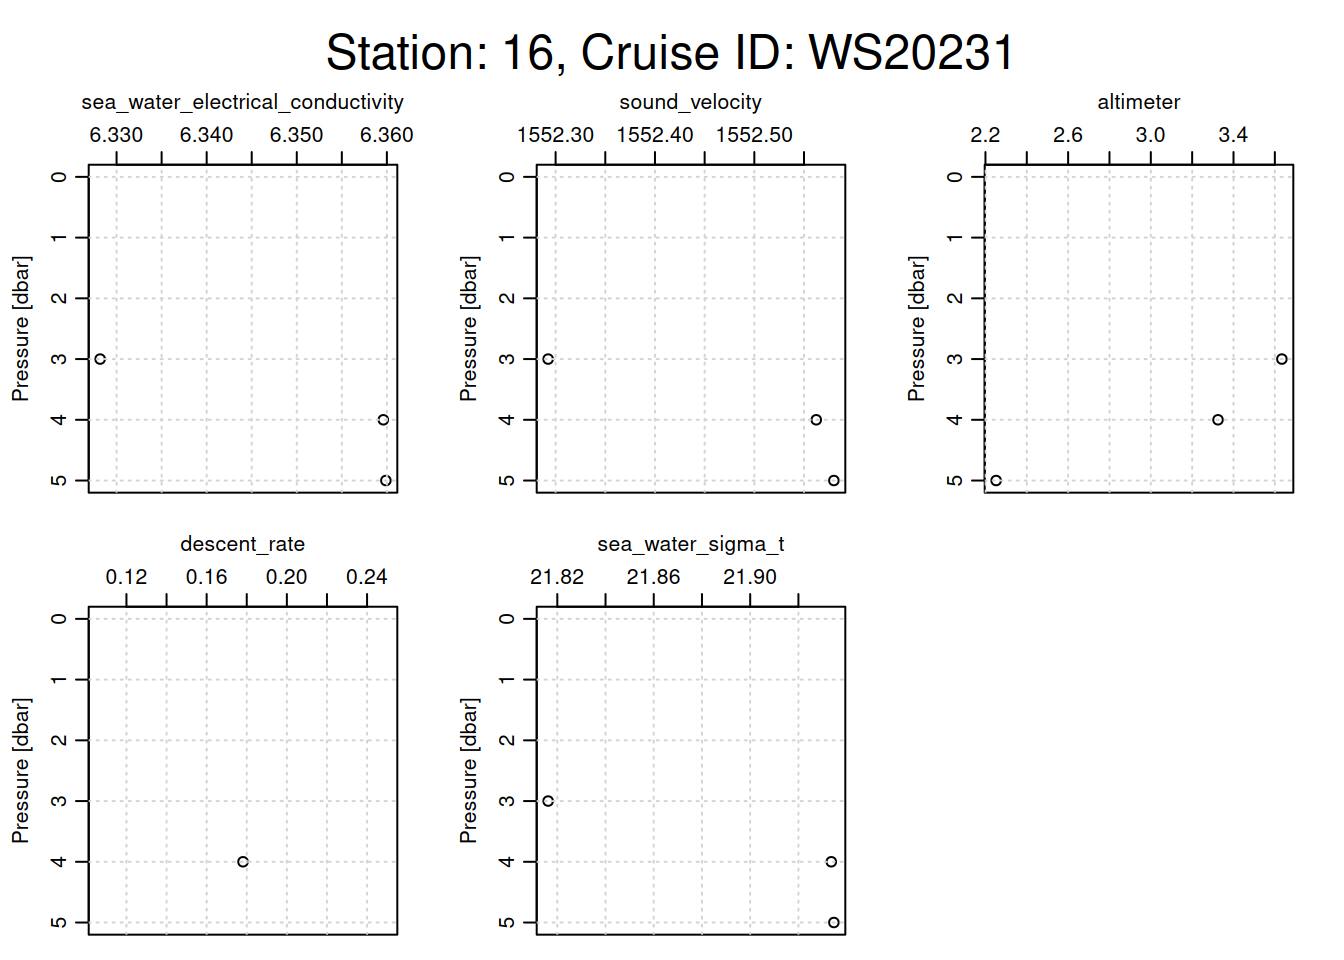 Station: 16, Cruise ID: WS20231
sea_water_electrical_conductivity
6.330 6.340 6.350 6.360
Pressure [dbar]
0
1
2
3
4
5
sound_velocity
1552.30 1552.40 1552.50
Pressure [dbar]
0
1
2
3
4
5
altimeter
2.2 2.6 3.0 3.4
Pressure [dbar]
0
1
2
3
4
5
descent_rate
0.12 0.16 0.20 0.24
Pressure [dbar]
0
1
2
3
4
5
sea_water_sigma_t
21.82 21.86 21.90
Pressure [dbar]
0
1
2
3
4
5